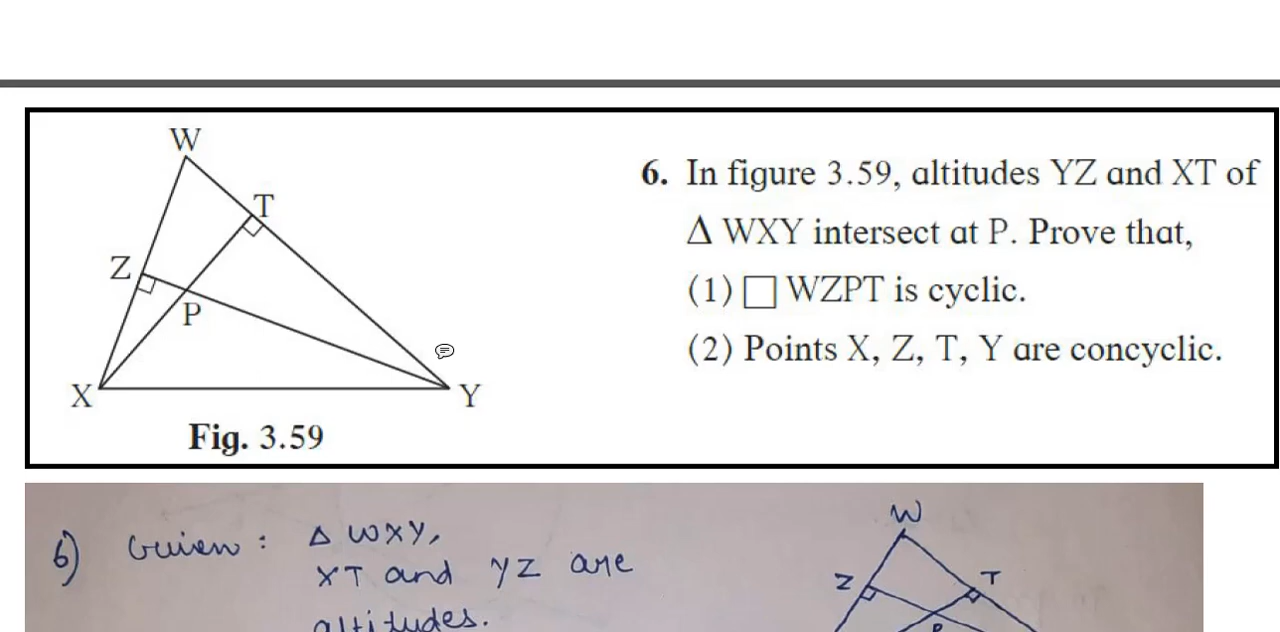 W
T
Z
P
X
Y
Fig. 3.59
6. In figure 3.59, altitudes YZ and XT of
Δ WXY intersect at P. Prove that,
(1) □ WZPT is cyclic.
(2) Points X, Z, T, Y are concyclic.
6) Given : Δ WXY,
XT and YZ are
altitudes.
W
Z
T
P